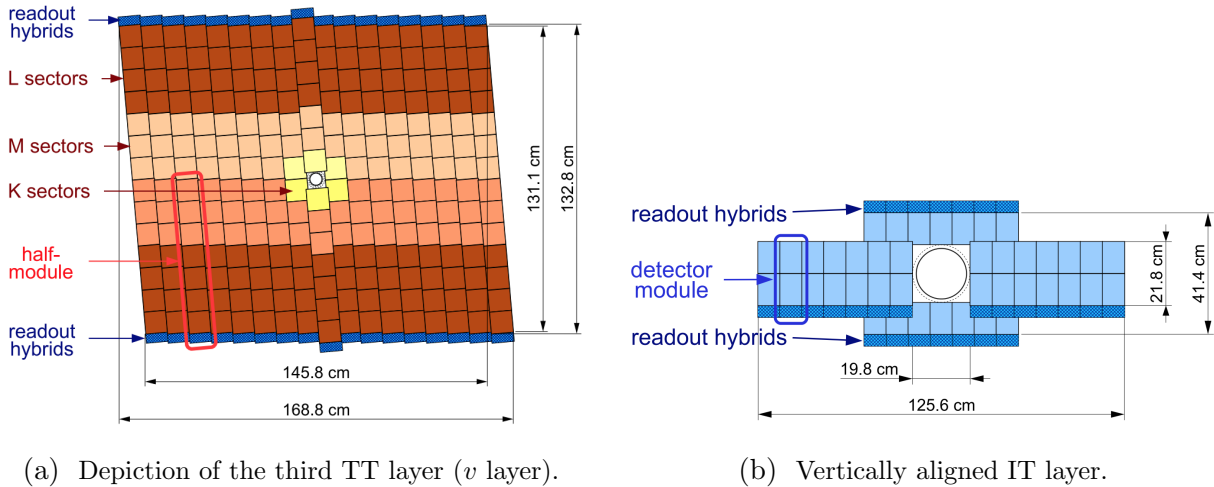 readout
hybrids
L sectors
M sectors
K sectors
half-
module
readout
hybrids
131.1 cm
132.8 cm
145.8 cm
168.8 cm
readout hybrids
detector
module
readout hybrids
21.8 cm
41.4 cm
19.8 cm
125.6 cm
(a) Depiction of the third TT layer (v layer).
(b) Vertically aligned IT layer.